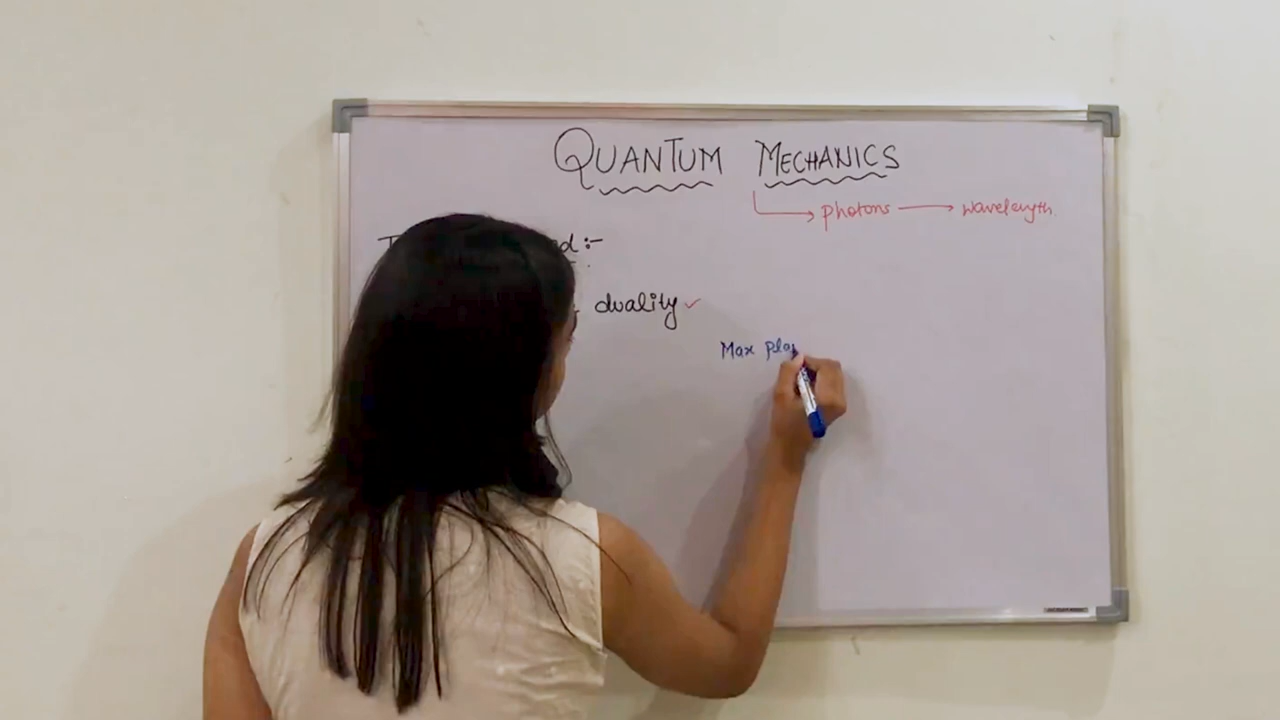 QUANTUM MECHANICS
photons → wavelength
:-
duality ✓
Max Pla